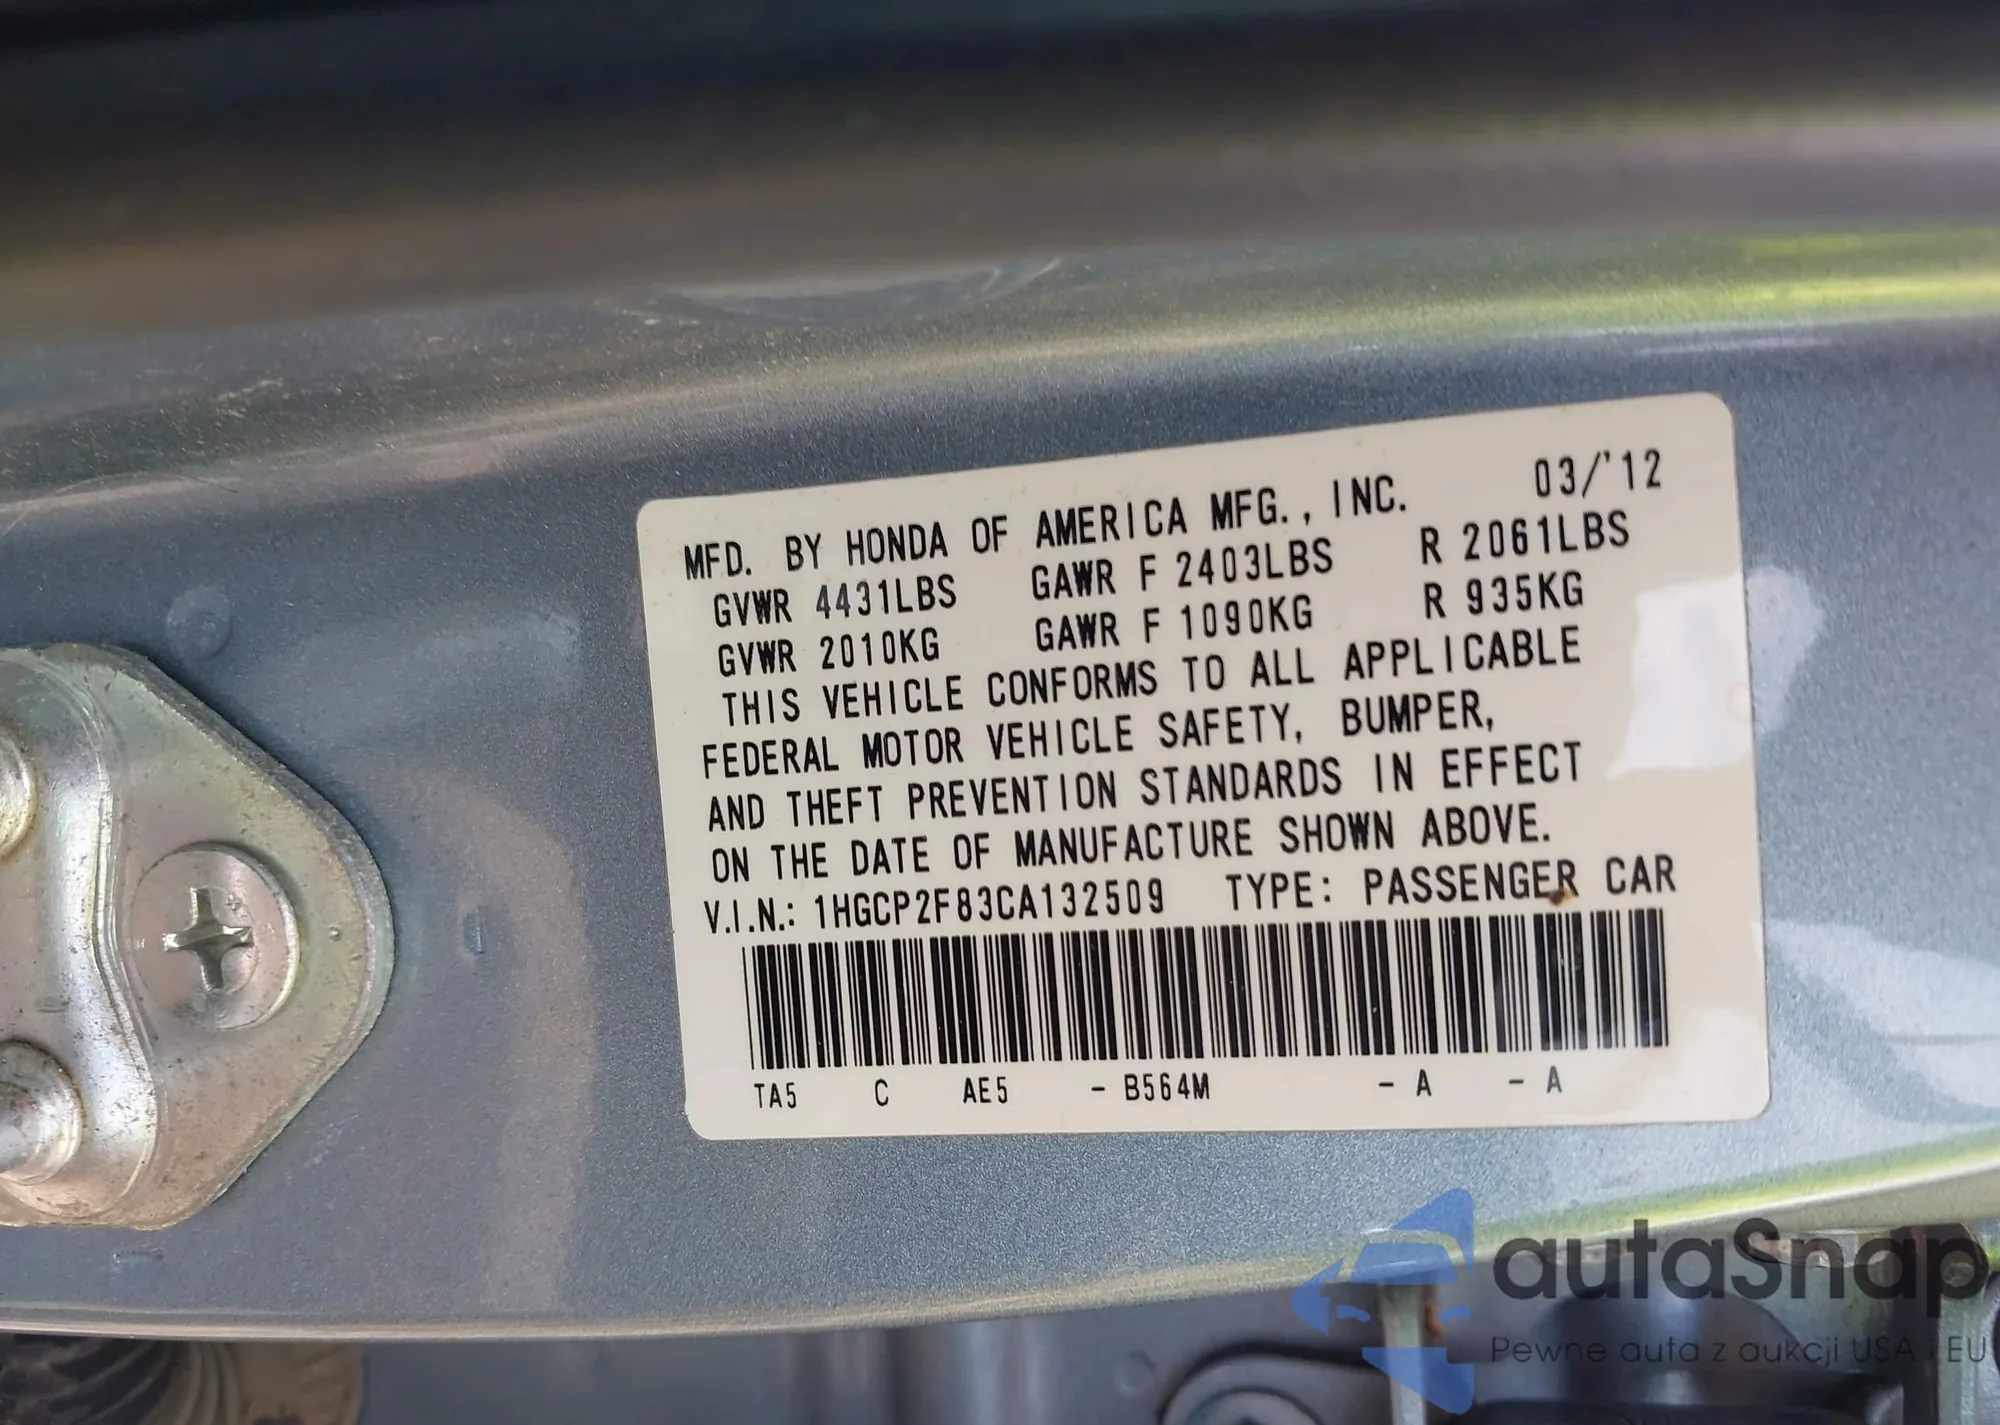 MFD. BY HONDA OF AMERICA MFG., INC. 03/'12
GVWR 4431LBS GAWR F 2403LBS R 2061LBS
GVWR 2010KG GAWR F 1090KG R 935KG
THIS VEHICLE CONFORMS TO ALL APPLICABLE
FEDERAL MOTOR VEHICLE SAFETY, BUMPER,
AND THEFT PREVENTION STANDARDS IN EFFECT
ON THE DATE OF MANUFACTURE SHOWN ABOVE.
V.I.N.: 1HGCP2F83CA132509 TYPE: PASSENGER CAR
TA5 C AE5 - B564M - A - A
autaSnap
Pewne auta z aukcji USA i EU